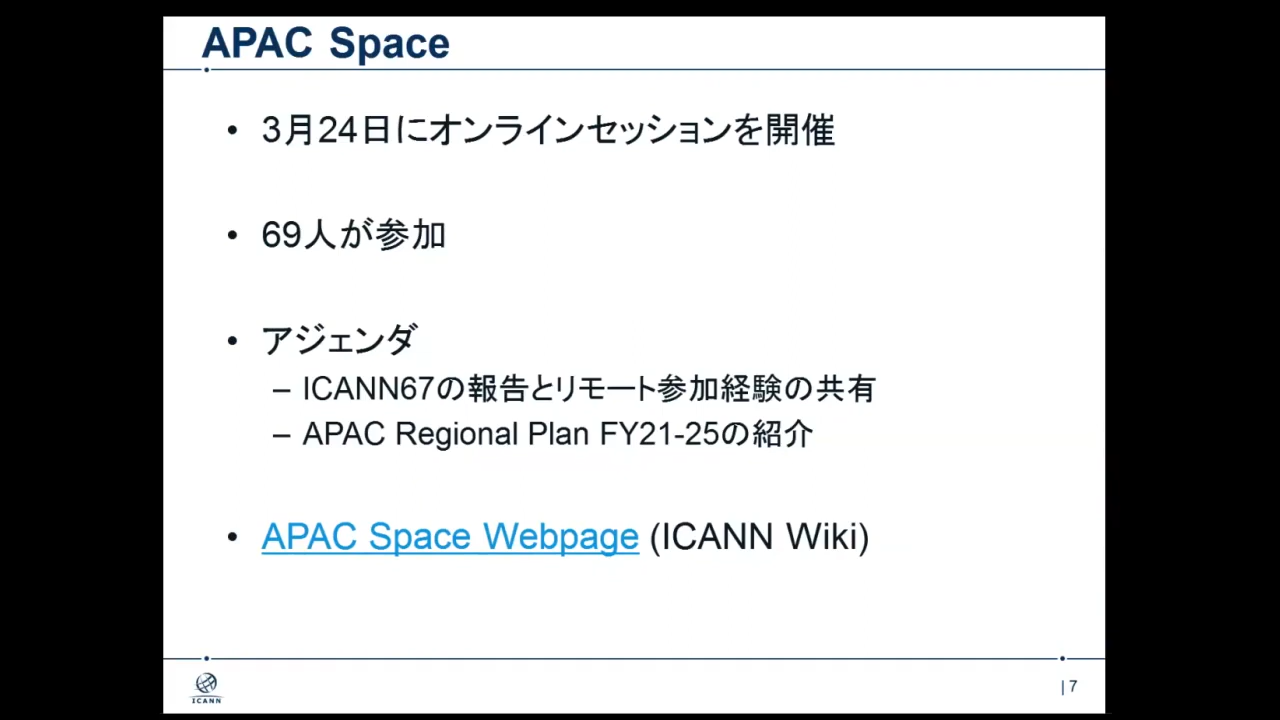 APAC Space
• 3月24日にオンラインセッションを開催
• 69人が参加
• アジェンダ
– ICANN67の報告とリモート参加経験の共有
– APAC Regional Plan FY21-25の紹介
• APAC Space Webpage (ICANN Wiki)
ICANN
| 7